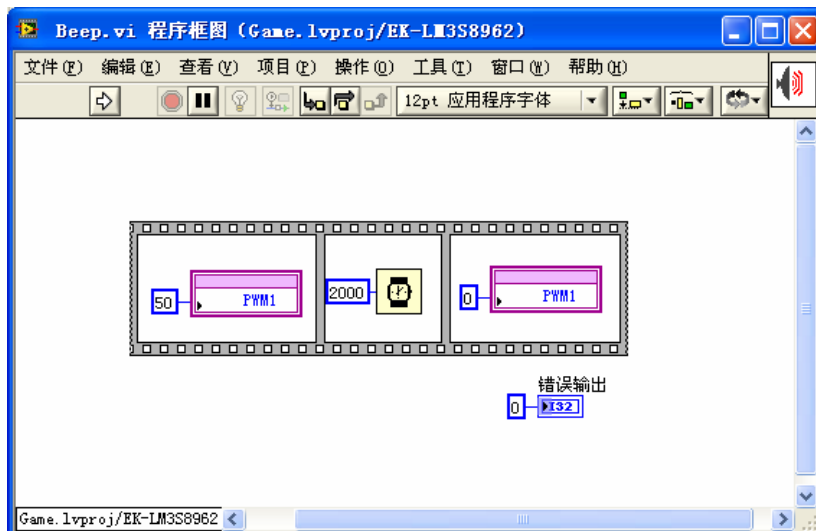 Beep.vi 程序框图 (Game.lvproj/EK-LM3S8962)
文件(F) 编辑(E) 查看(V) 项目(P) 操作(O) 工具(T) 窗口(W) 帮助(H)
12pt 应用程序字体
50 PWM1 2000 0 PWM1
错误输出
0 I32
Game.lvproj/EK-LM3S8962